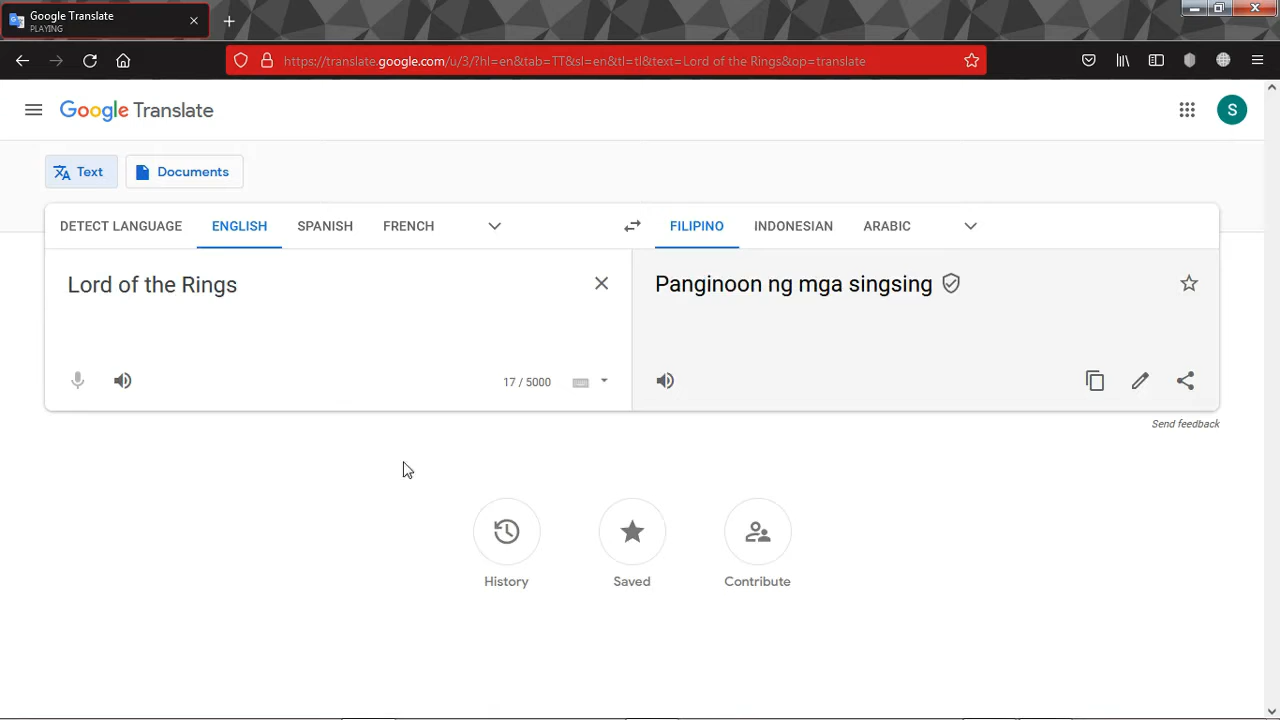 Google Translate
PLAYING
https://translate.google.com/u/3/?hl=en&tab=TT&sl=en&tl=tl&text=Lord of the Rings&op=translate
Google Translate
S
Text
Documents
DETECT LANGUAGE
ENGLISH
SPANISH
FRENCH
FILIPINO
INDONESIAN
ARABIC
Lord of the Rings
Panginoon ng mga singsing
17 / 5000
Send feedback
History
Saved
Contribute